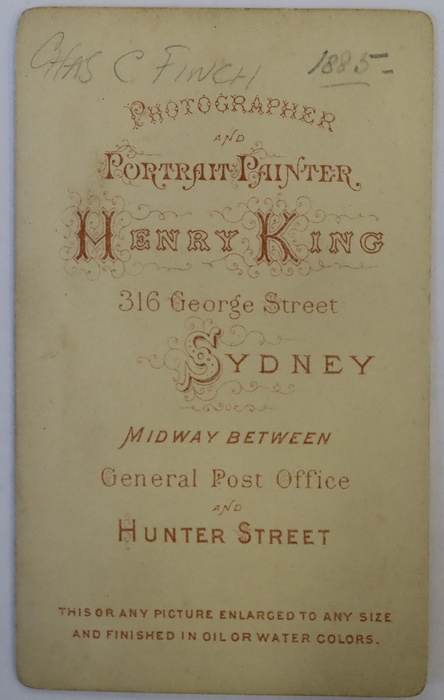 CHAS C FINCH 1885-
PHOTOGRAPHER
AND
PORTRAIT PAINTER,
HENRY KING
316 George Street
SYDNEY
MIDWAY BETWEEN
General Post Office
AND
HUNTER STREET
THIS OR ANY PICTURE ENLARGED TO ANY SIZE
AND FINISHED IN OIL OR WATER COLORS.